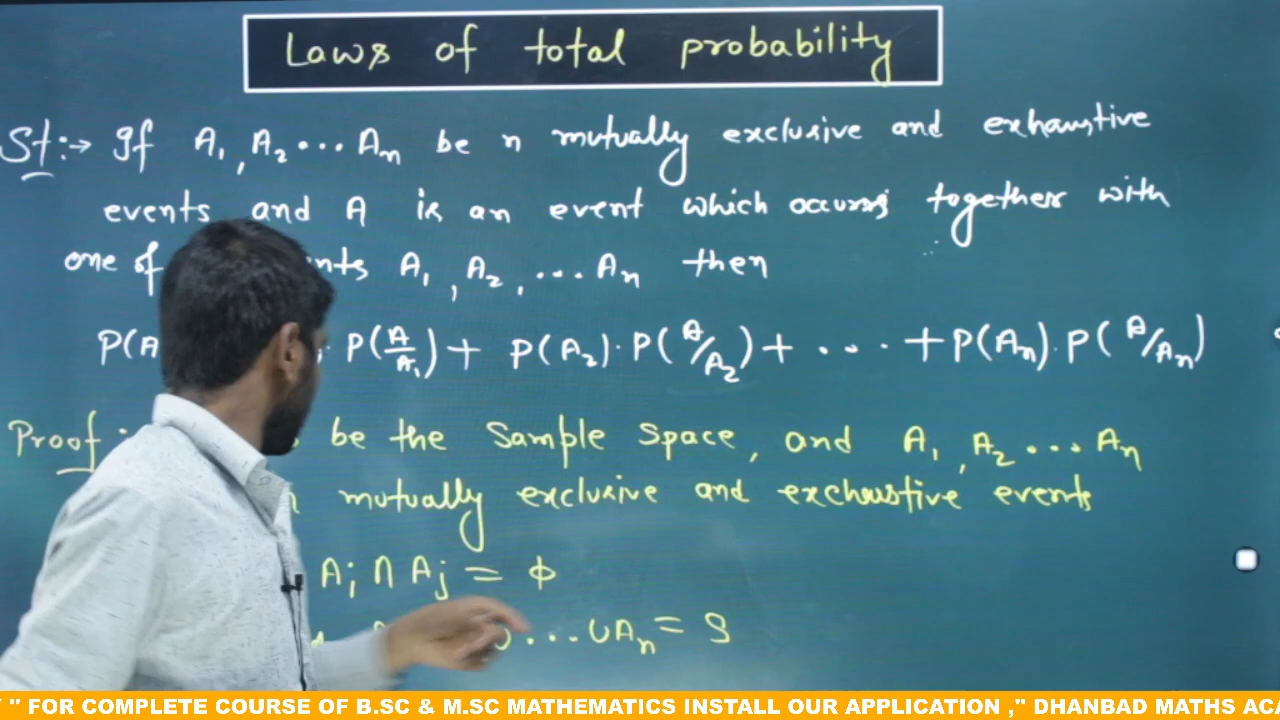 Laws of total probability
St:→ If A₁, A₂ ... Aₙ be n mutually exclusive and exhaustive
events and A is an event which occurs together with
one of A₁, A₂, ... Aₙ then
P(A P(A/A₁) + P(A₂)·P(A/A₂) + ... + P(Aₙ)·P(A/Aₙ)
Proof: be the Sample Space, and A₁, A₂ ... Aₙ
mutually exclusive and exchaustive events
Aᵢ ∩ Aⱼ = ϕ
... ∪Aₙ = S
" FOR COMPLETE COURSE OF B.SC & M.SC MATHEMATICS INSTALL OUR APPLICATION ," DHANBAD MATHS